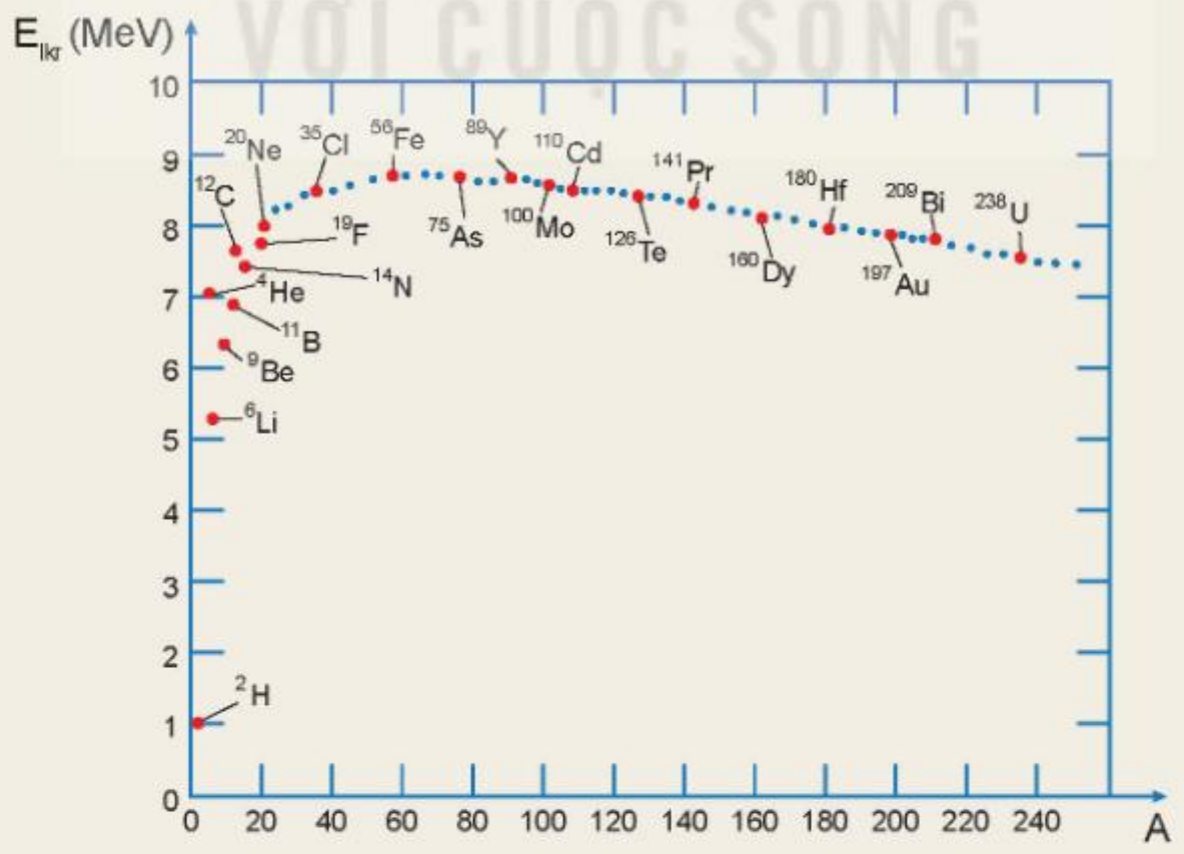 VỚI CUỘC SỐNG
E_lkr (MeV)
10
9
8
7
6
5
4
3
2
1
0
²⁰Ne
³⁵Cl
⁵⁶Fe
⁸⁹Y
¹¹⁰Cd
¹⁴¹Pr
¹⁸⁰Hf
²⁰⁹Bi
²³⁸U
¹²C
¹⁹F
⁷⁵As
¹⁰⁰Mo
¹²⁶Te
¹⁶⁰Dy
¹⁹⁷Au
¹⁴N
⁴He
¹¹B
⁹Be
⁶Li
²H
0 20 40 60 80 100 120 140 160 180 200 220 240 A